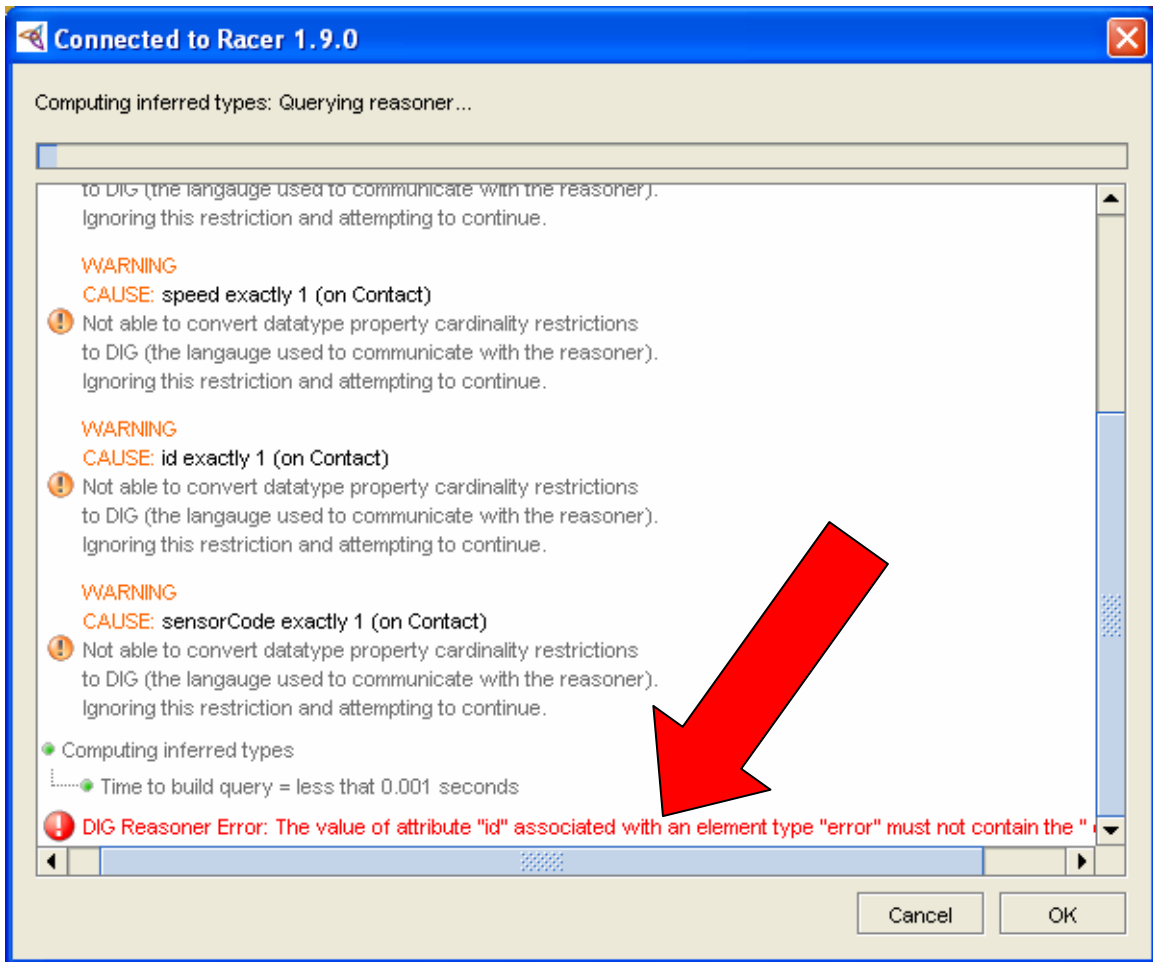 Connected to Racer 1.9.0
Computing inferred types: Querying reasoner...
to DIG (the langauge used to communicate with the reasoner).
Ignoring this restriction and attempting to continue.
WARNING
CAUSE: speed exactly 1 (on Contact)
Not able to convert datatype property cardinality restrictions
to DIG (the langauge used to communicate with the reasoner).
Ignoring this restriction and attempting to continue.
WARNING
CAUSE: id exactly 1 (on Contact)
Not able to convert datatype property cardinality restrictions
to DIG (the langauge used to communicate with the reasoner).
Ignoring this restriction and attempting to continue.
WARNING
CAUSE: sensorCode exactly 1 (on Contact)
Not able to convert datatype property cardinality restrictions
to DIG (the langauge used to communicate with the reasoner).
Ignoring this restriction and attempting to continue.
Computing inferred types
Time to build query = less that 0.001 seconds
DIG Reasoner Error: The value of attribute "id" associated with an element type "error" must not contain the "
Cancel OK